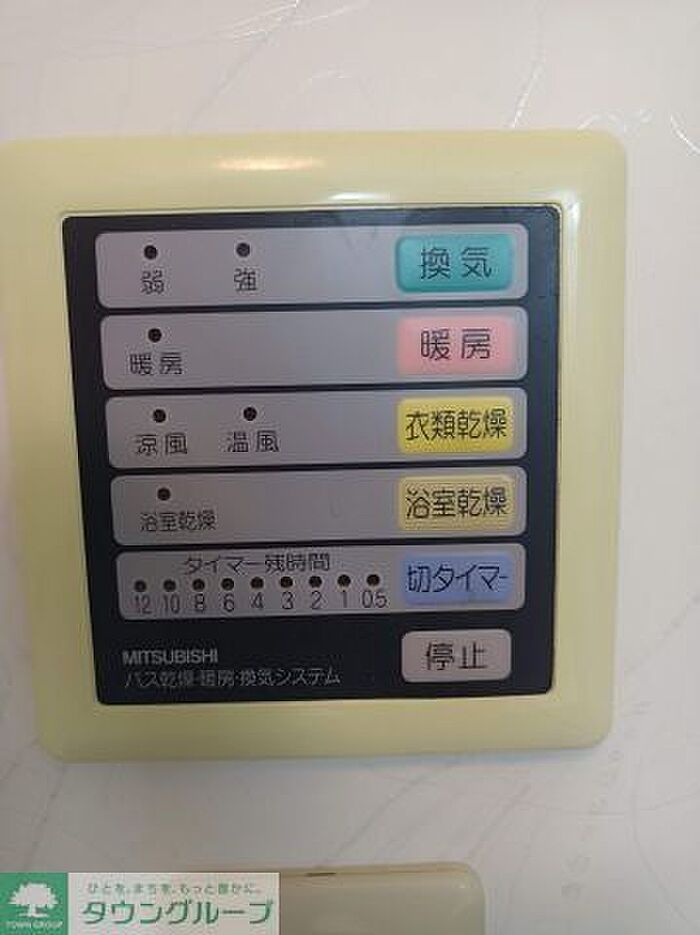 弱 強 換気
暖房 暖房
涼風 温風 衣類乾燥
浴室乾燥 浴室乾燥
タイマー残時間
12 10 8 6 4 3 2 1 0.5 切タイマー
MITSUBISHI 停止
バス乾燥・暖房・換気システム
ひとを、まちを、もっと豊かに。
TOWN GROUP タウングループ